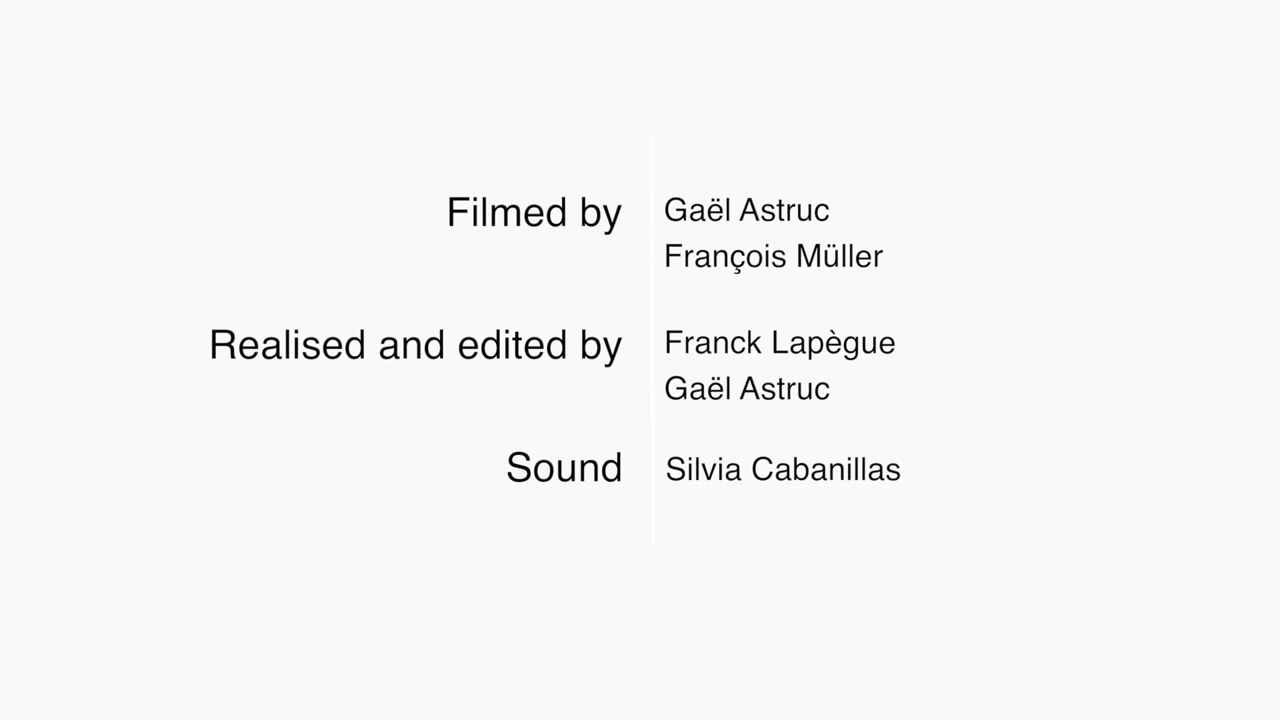 Filmed by Gaël Astruc
François Müller
Realised and edited by Franck Lapègue
Gaël Astruc
Sound Silvia Cabanillas